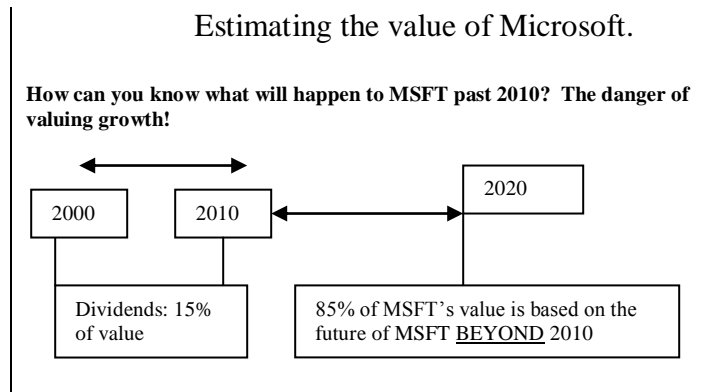 Estimating the value of Microsoft.
How can you know what will happen to MSFT past 2010? The danger of
valuing growth!
2000
2010
2020
Dividends: 15%
of value
85% of MSFT's value is based on the
future of MSFT BEYOND 2010